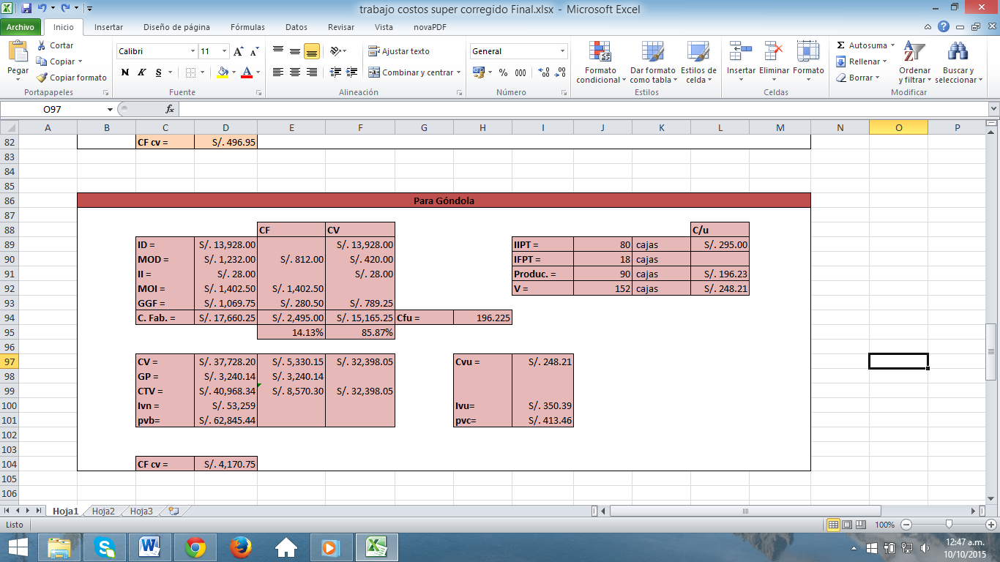 trabajo costos super corregido Final.xlsx - Microsoft Excel
Archivo Inicio Insertar Diseño de página Fórmulas Datos Revisar Vista novaPDF
Pegar Cortar Copiar Copiar formato
Calibri 11 N K S
Ajustar texto
Combinar y centrar
General
% 000
Formato condicional Dar formato como tabla Estilos de celda
Insertar Eliminar Formato
Σ Autosuma Rellenar Borrar
Ordenar y filtrar Buscar y seleccionar
Portapapeles Fuente Alineación Número Estilos Celdas Modificar
O97 fx
A B C D E F G H I J K L M N O P
82 CF cv = S/. 496.95
83
84
85
86 Para Góndola
87
88 CF CV C/u
89 ID = S/. 13,928.00 S/. 13,928.00 IIPT = 80 cajas S/. 295.00
90 MOD = S/. 1,232.00 S/. 812.00 S/. 420.00 IFPT = 18 cajas
91 II = S/. 28.00 S/. 28.00 Produc. = 90 cajas S/. 196.23
92 MOI = S/. 1,402.50 S/. 1,402.50 V = 152 cajas S/. 248.21
93 GGF = S/. 1,069.75 S/. 280.50 S/. 789.25
94 C. Fab. = S/. 17,660.25 S/. 2,495.00 S/. 15,165.25 Cfu = 196.225
95 14.13% 85.87%
96
97 CV = S/. 37,728.20 S/. 5,330.15 S/. 32,398.05 Cvu = S/. 248.21
98 GP = S/. 3,240.14 S/. 3,240.14
99 CTV = S/. 40,968.34 S/. 8,570.30 S/. 32,398.05
100 Ivn = S/. 53,259 Ivu= S/. 350.39
101 pvb= S/. 62,845.44 pvc= S/. 413.46
102
103
104 CF cv = S/. 4,170.75
105
106
Hoja1 Hoja2 Hoja3
Listo 100%
12:47 a.m.
10/10/2015